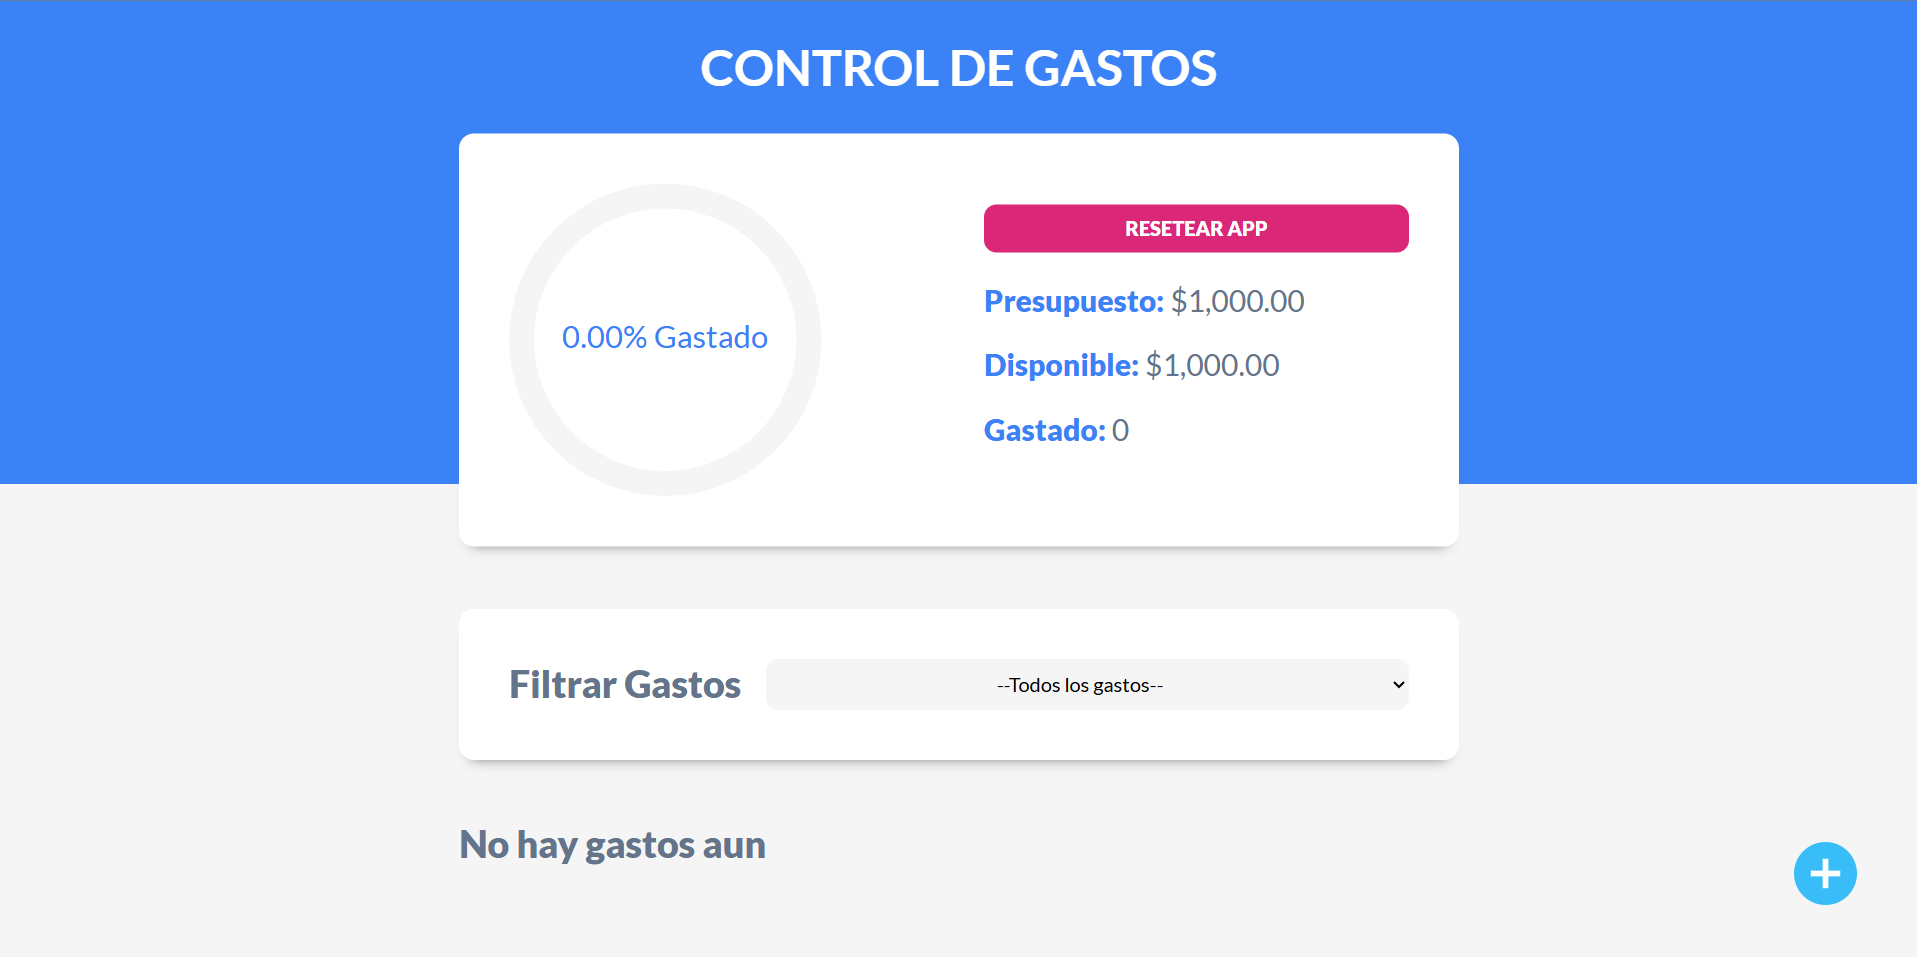 CONTROL DE GASTOS
0.00% Gastado
RESETEAR APP
Presupuesto: $1,000.00
Disponible: $1,000.00
Gastado: 0
Filtrar Gastos
--Todos los gastos--
No hay gastos aun